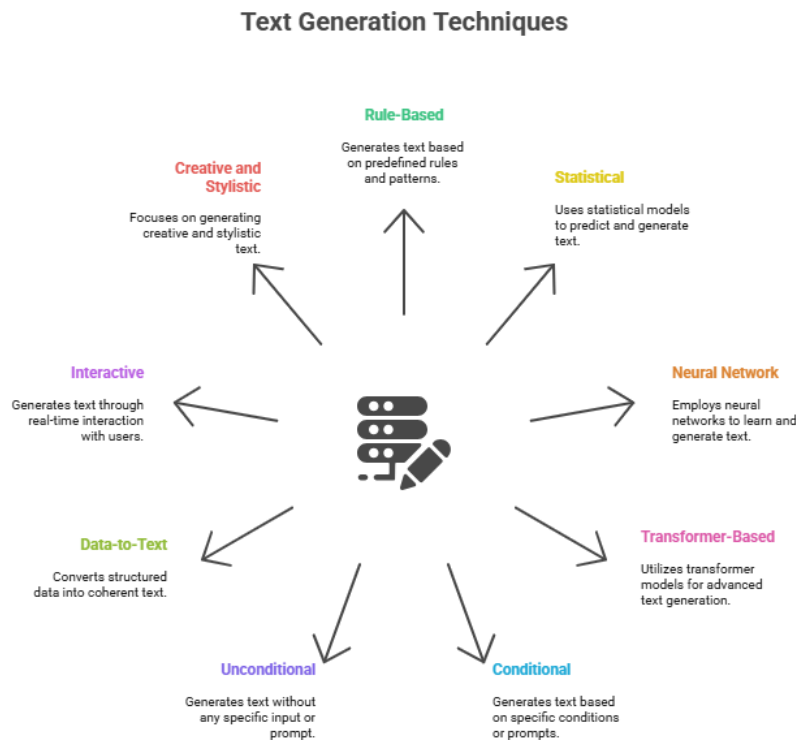 Text Generation Techniques
Rule-Based
Generates text based
on predefined rules
and patterns.
Statistical
Uses statistical models
to predict and generate
text.
Neural Network
Employs neural
networks to learn and
generate text.
Transformer-Based
Utilizes transformer
models for advanced
text generation.
Conditional
Generates text based
on specific conditions
or prompts.
Unconditional
Generates text without
any specific input or
prompt.
Data-to-Text
Converts structured
data into coherent text.
Interactive
Generates text through
real-time interaction
with users.
Creative and
Stylistic
Focuses on generating
creative and stylistic
text.